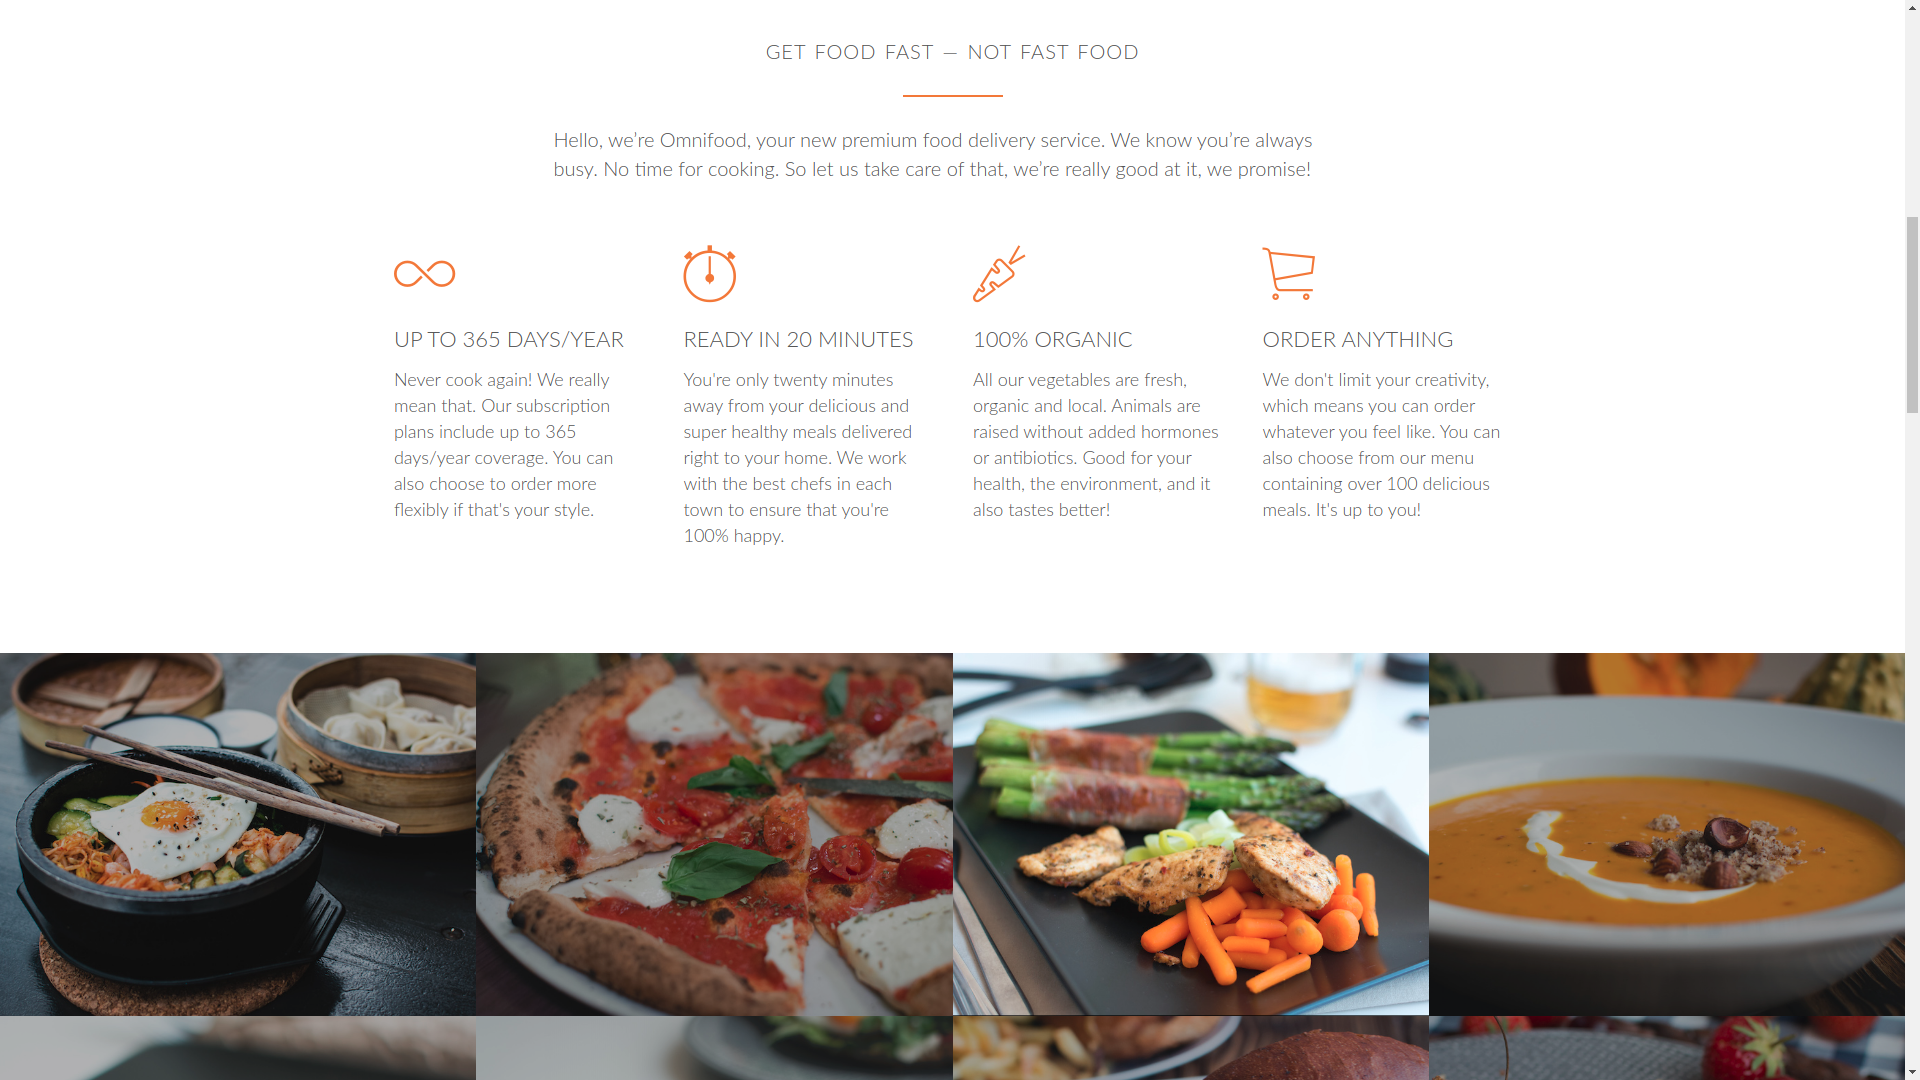 GET FOOD FAST — NOT FAST FOOD
Hello, we’re Omnifood, your new premium food delivery service. We know you’re always
busy. No time for cooking. So let us take care of that, we’re really good at it, we promise!
UP TO 365 DAYS/YEAR
Never cook again! We really
mean that. Our subscription
plans include up to 365
days/year coverage. You can
also choose to order more
flexibly if that's your style.
READY IN 20 MINUTES
You're only twenty minutes
away from your delicious and
super healthy meals delivered
right to your home. We work
with the best chefs in each
town to ensure that you're
100% happy.
100% ORGANIC
All our vegetables are fresh,
organic and local. Animals are
raised without added hormones
or antibiotics. Good for your
health, the environment, and it
also tastes better!
ORDER ANYTHING
We don't limit your creativity,
which means you can order
whatever you feel like. You can
also choose from our menu
containing over 100 delicious
meals. It's up to you!